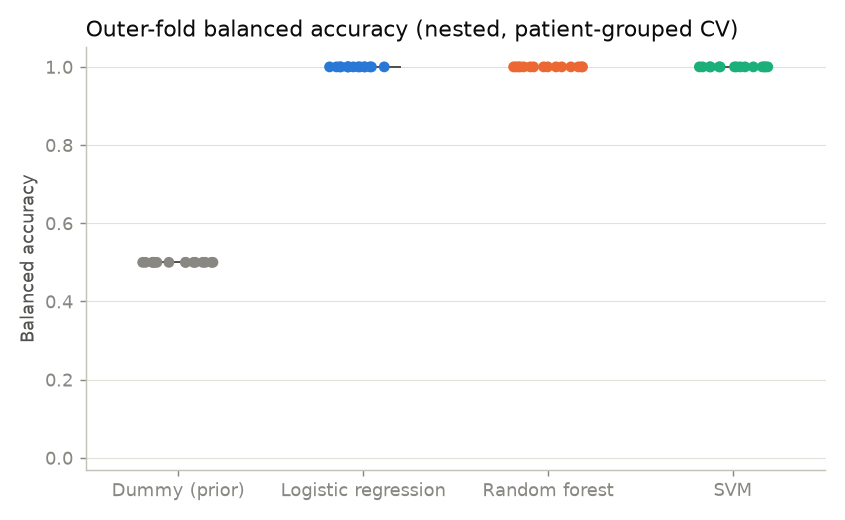 Outer-fold balanced accuracy (nested, patient-grouped CV)
Balanced accuracy
1.0
0.8
0.6
0.4
0.2
0.0
Dummy (prior)
Logistic regression
Random forest
SVM